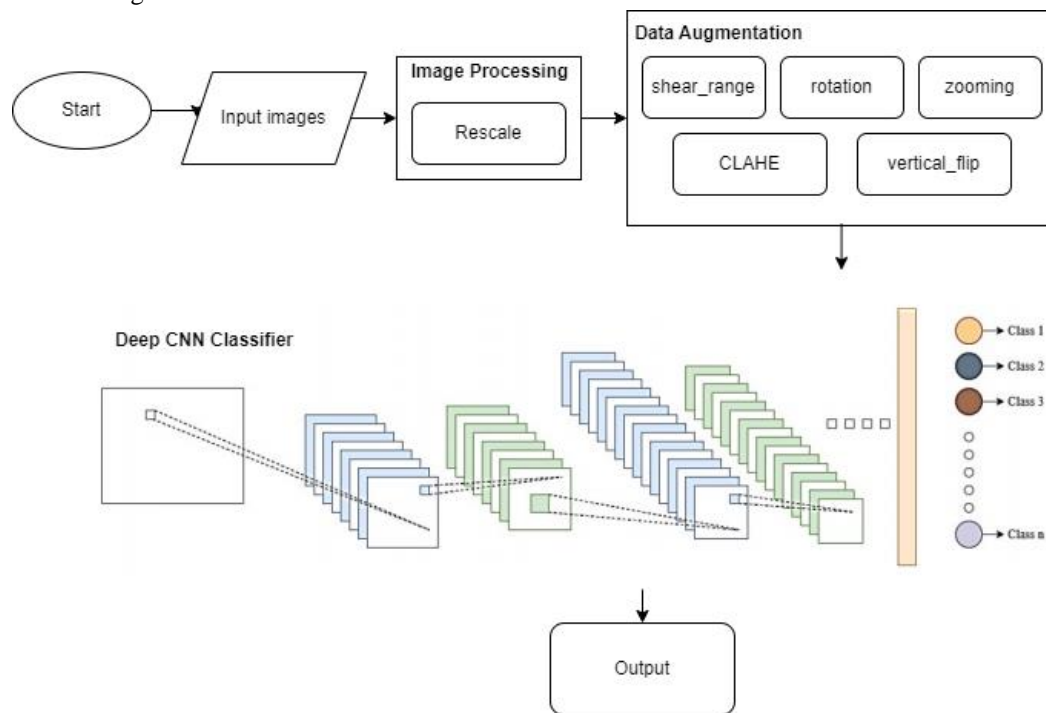 Start
Input images
Image Processing
Rescale
Data Augmentation
shear_range
rotation
zooming
CLAHE
vertical_flip
Deep CNN Classifier
Class 1
Class 2
Class 3
Class n
Output